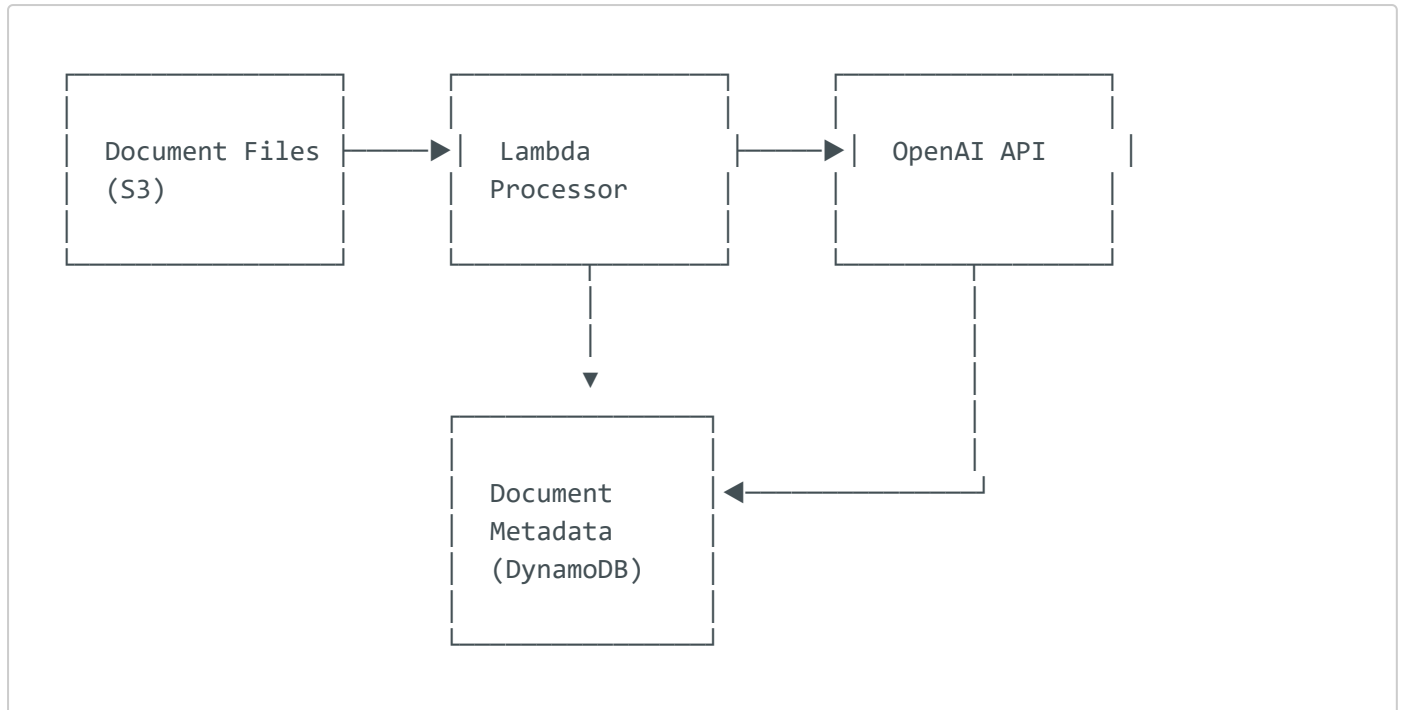 Document Files
(S3)
Lambda
Processor
OpenAI API
Document
Metadata
(DynamoDB)